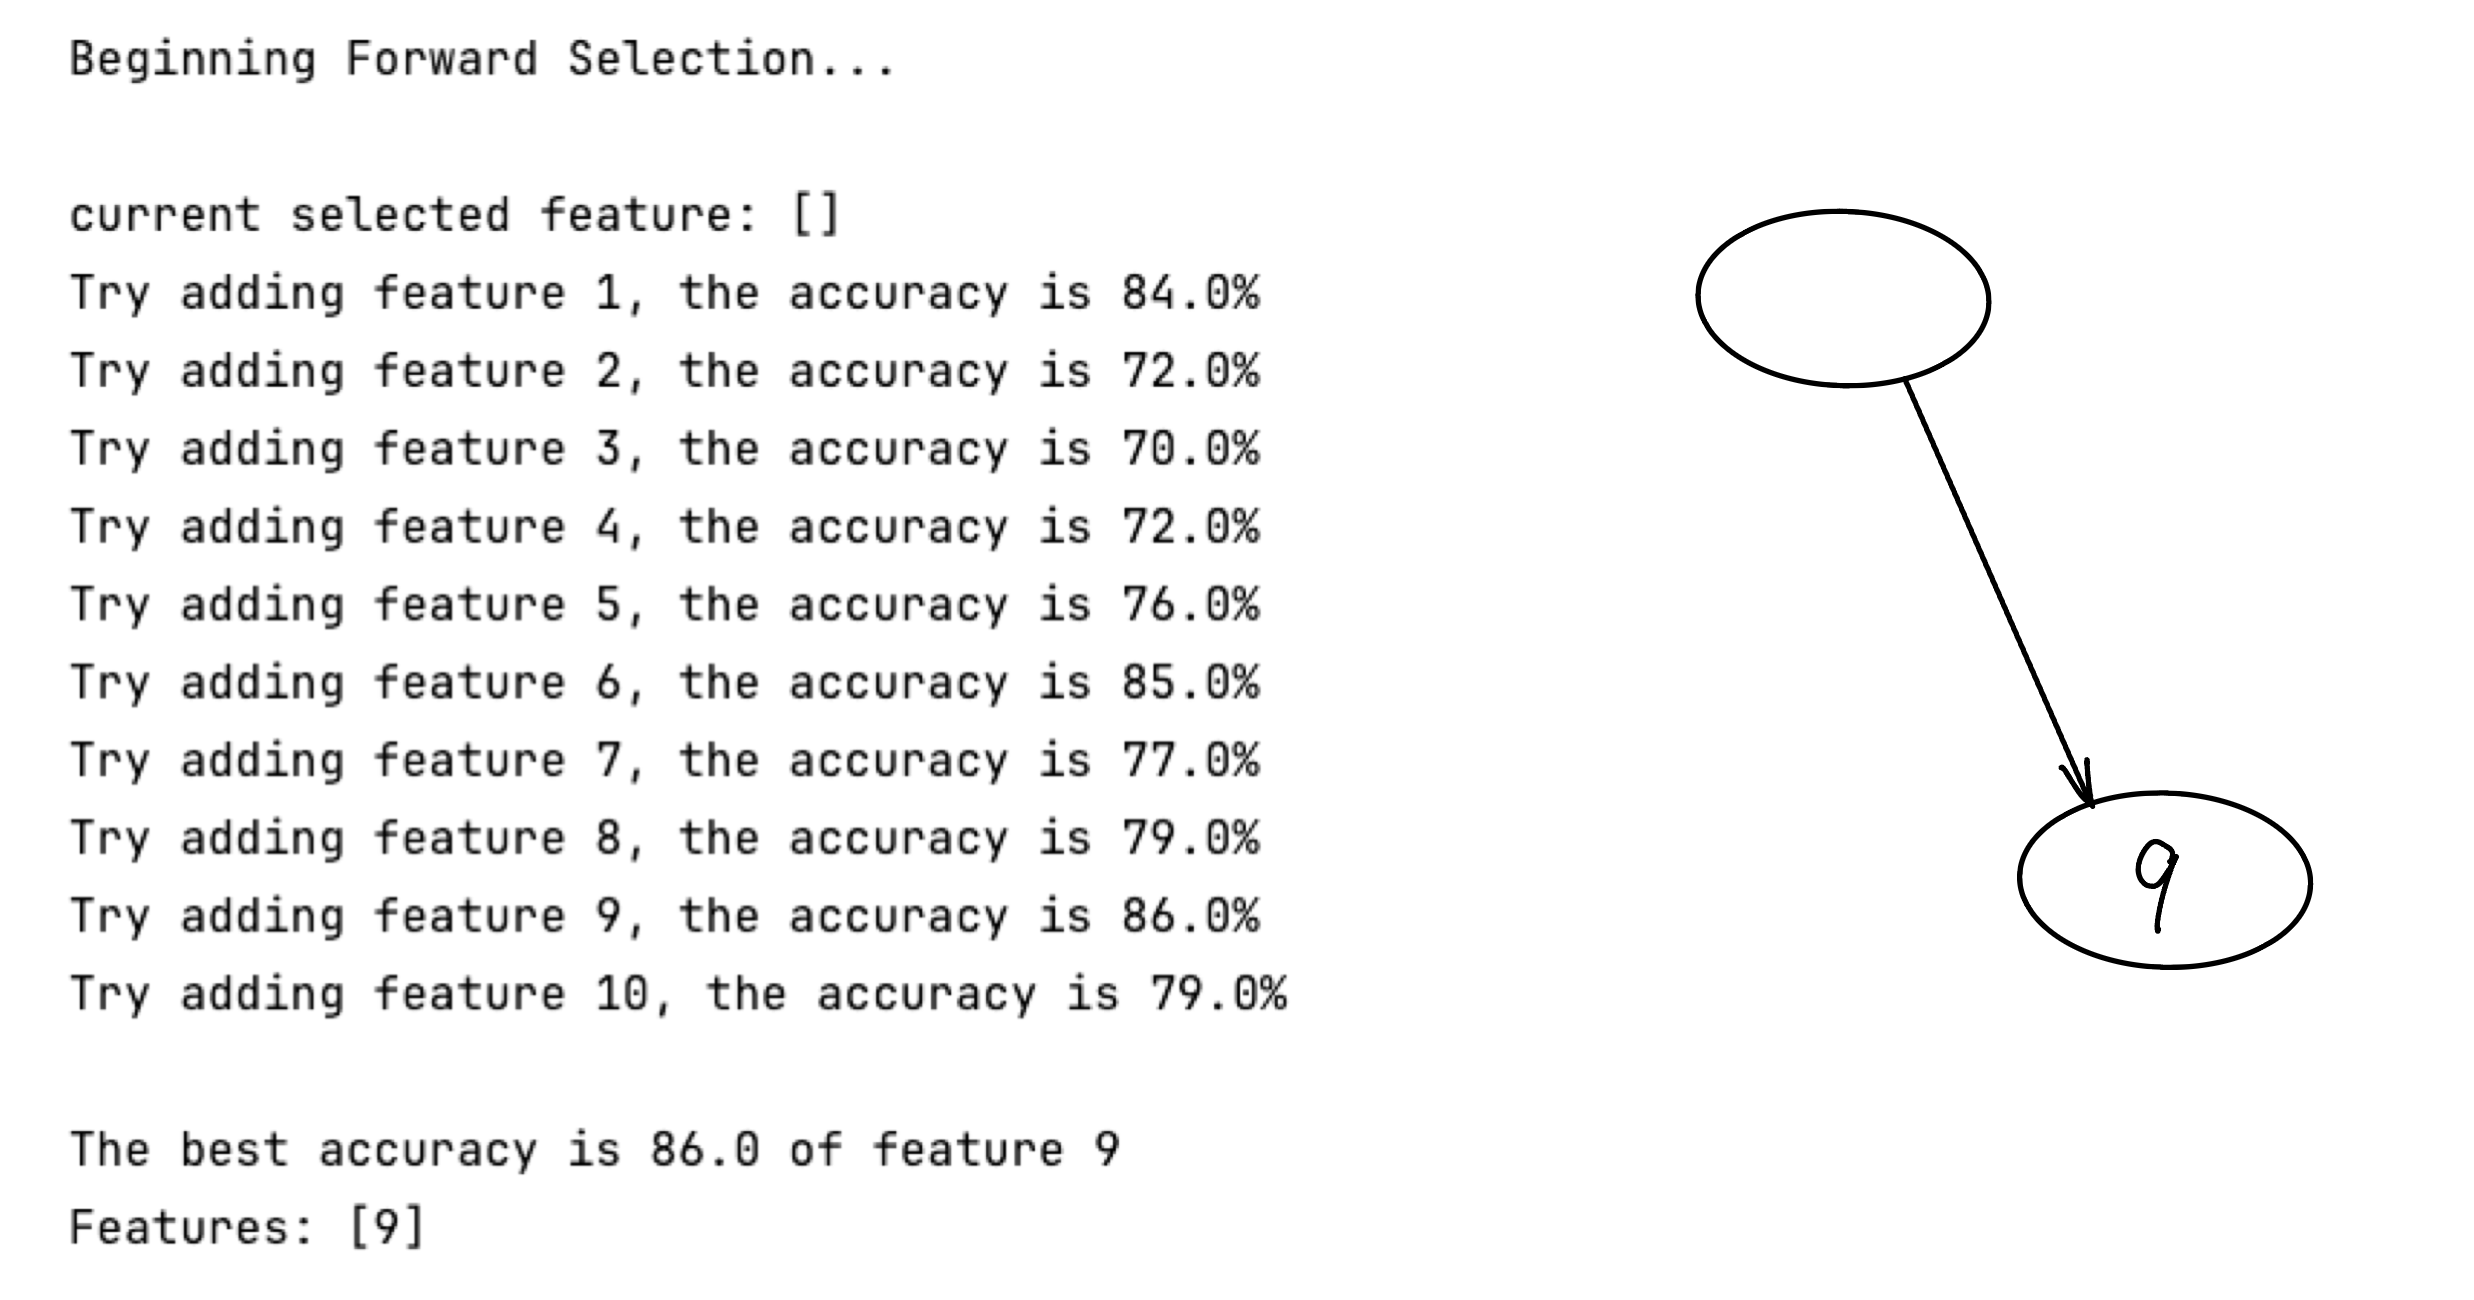 Beginning Forward Selection...
current selected feature: []
Try adding feature 1, the accuracy is 84.0%
Try adding feature 2, the accuracy is 72.0%
Try adding feature 3, the accuracy is 70.0%
Try adding feature 4, the accuracy is 72.0%
Try adding feature 5, the accuracy is 76.0%
Try adding feature 6, the accuracy is 85.0%
Try adding feature 7, the accuracy is 77.0%
Try adding feature 8, the accuracy is 79.0%
Try adding feature 9, the accuracy is 86.0%
Try adding feature 10, the accuracy is 79.0%
The best accuracy is 86.0 of feature 9
Features: [9]
9